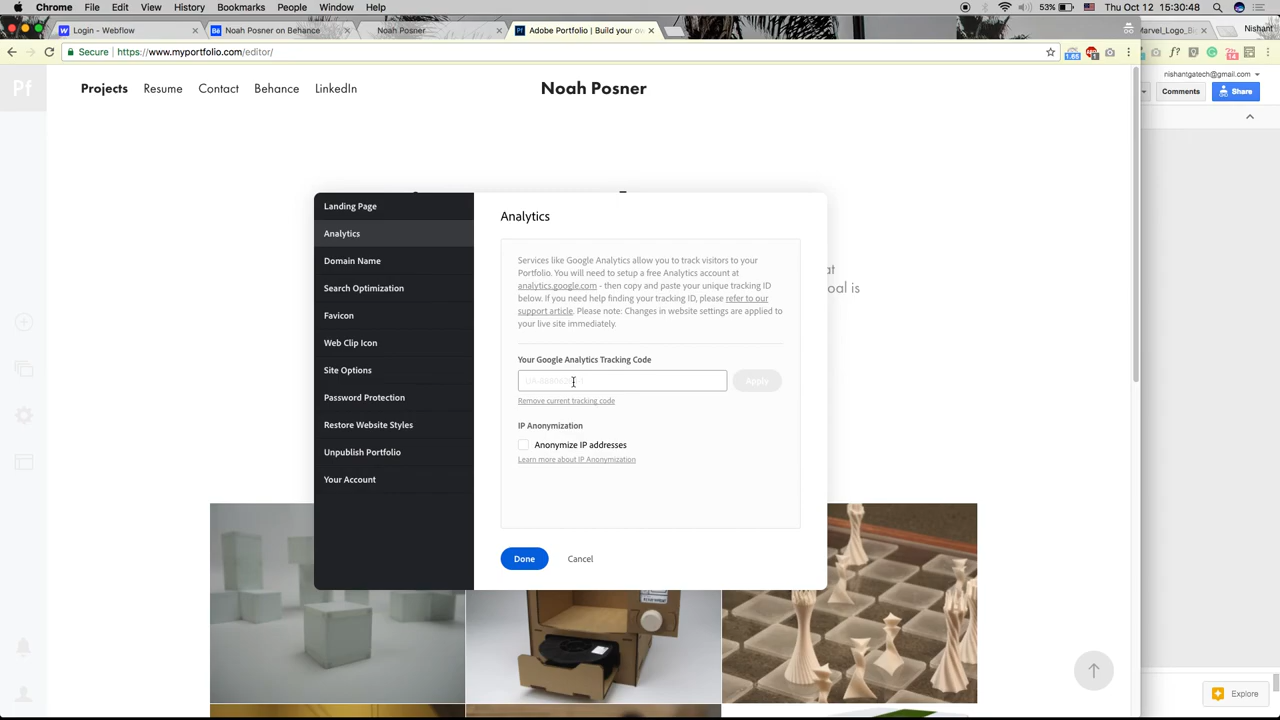 Chrome File Edit View History Bookmarks People Window Help
53% Thu Oct 12 15:30:48
Login - Webflow
Noah Posner on Behance
Noah Posner
Adobe Portfolio | Build your
Nishant
Secure https://www.myportfolio.com/editor/
nishantgatech@gmail.com
Comments
Share
Pf
Projects Resume Contact Behance LinkedIn
Noah Posner
Landing Page
Analytics
Domain Name
Search Optimization
Favicon
Web Clip Icon
Site Options
Password Protection
Restore Website Styles
Unpublish Portfolio
Your Account
Analytics
Services like Google Analytics allow you to track visitors to your
Portfolio. You will need to setup a free Analytics account at
analytics.google.com - then copy and paste your unique tracking ID
below. If you need help finding your tracking ID, please refer to our
support article. Please note: Changes in website settings are applied to
your live site immediately.
Your Google Analytics Tracking Code
Apply
Remove current tracking code
IP Anonymization
Anonymize IP addresses
Learn more about IP Anonymization
Done Cancel
at
oal is
Explore